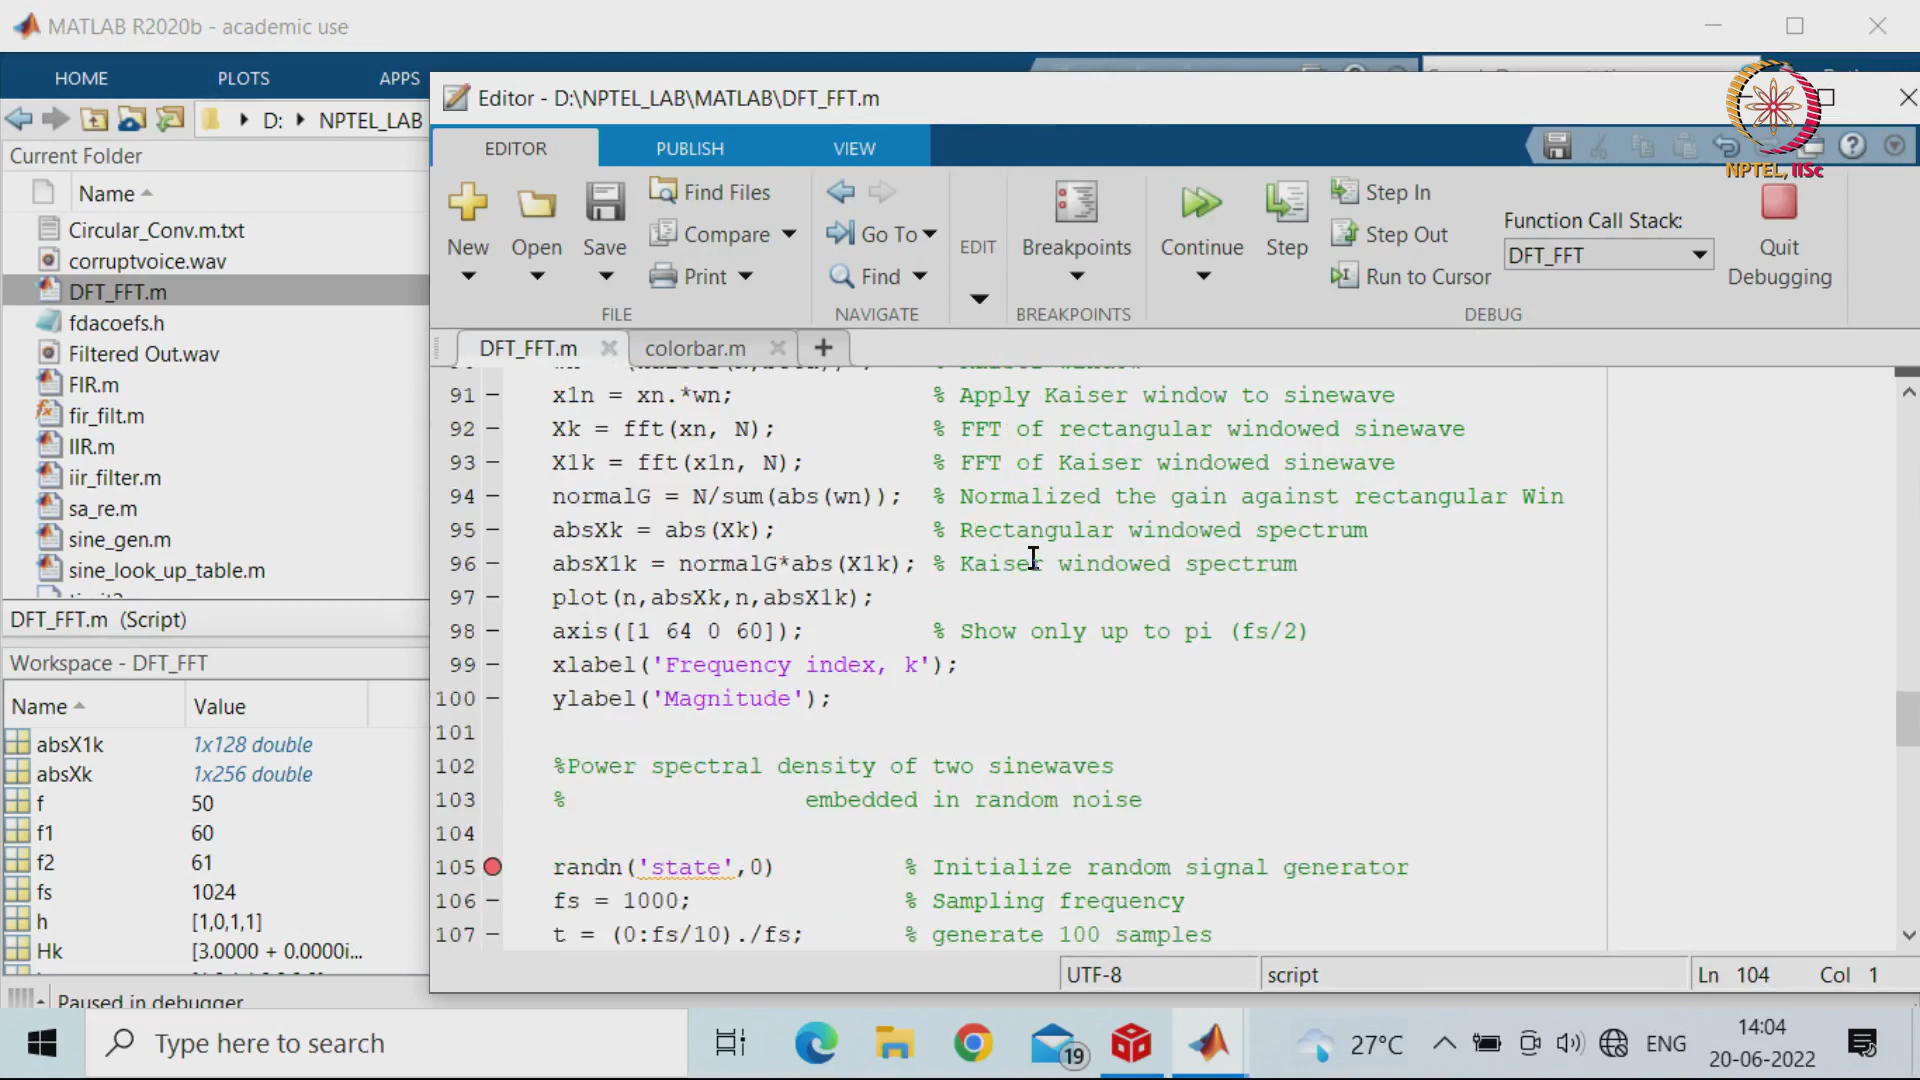 MATLAB R2020b - academic use
HOME
PLOTS
APPS
Editor - D:\NPTEL_LAB\MATLAB\DFT_FFT.m
NPTEL, IISc
D:
NPTEL_LAB
EDITOR
PUBLISH
VIEW
Current Folder
Name
Circular_Conv.m.txt
corruptvoice.wav
DFT_FFT.m
fdacoefs.h
Filtered Out.wav
FIR.m
fir_filt.m
IIR.m
iir_filter.m
sa_re.m
sine_gen.m
sine_look_up_table.m
New
Open
Save
Find Files
Compare
Print
FILE
Go To
Find
NAVIGATE
EDIT
Breakpoints
BREAKPOINTS
Continue
Step
Step In
Step Out
Run to Cursor
DEBUG
Function Call Stack:
DFT_FFT
Quit
Debugging
DFT_FFT.m
colorbar.m
91 x1n = xn.*wn; % Apply Kaiser window to sinewave
92 Xk = fft(xn, N); % FFT of rectangular windowed sinewave
93 X1k = fft(x1n, N); % FFT of Kaiser windowed sinewave
94 normalG = N/sum(abs(wn)); % Normalized the gain against rectangular Win
95 absXk = abs(Xk); % Rectangular windowed spectrum
96 absX1k = normalG*abs(X1k); % Kaiser windowed spectrum
97 plot(n,absXk,n,absX1k);
98 axis([1 64 0 60]); % Show only up to pi (fs/2)
99 xlabel('Frequency index, k');
100 ylabel('Magnitude');
101
102 %Power spectral density of two sinewaves
103 % embedded in random noise
104
105 randn('state',0) % Initialize random signal generator
106 fs = 1000; % Sampling frequency
107 t = (0:fs/10)./fs; % generate 100 samples
DFT_FFT.m (Script)
Workspace - DFT_FFT
Name Value
absX1k 1x128 double
absXk 1x256 double
f 50
f1 60
f2 61
fs 1024
h [1,0,1,1]
Hk [3.0000 + 0.0000i...
Paused in debugger
UTF-8
script
Ln 104 Col 1
Type here to search
19
27°C
ENG
14:04
20-06-2022